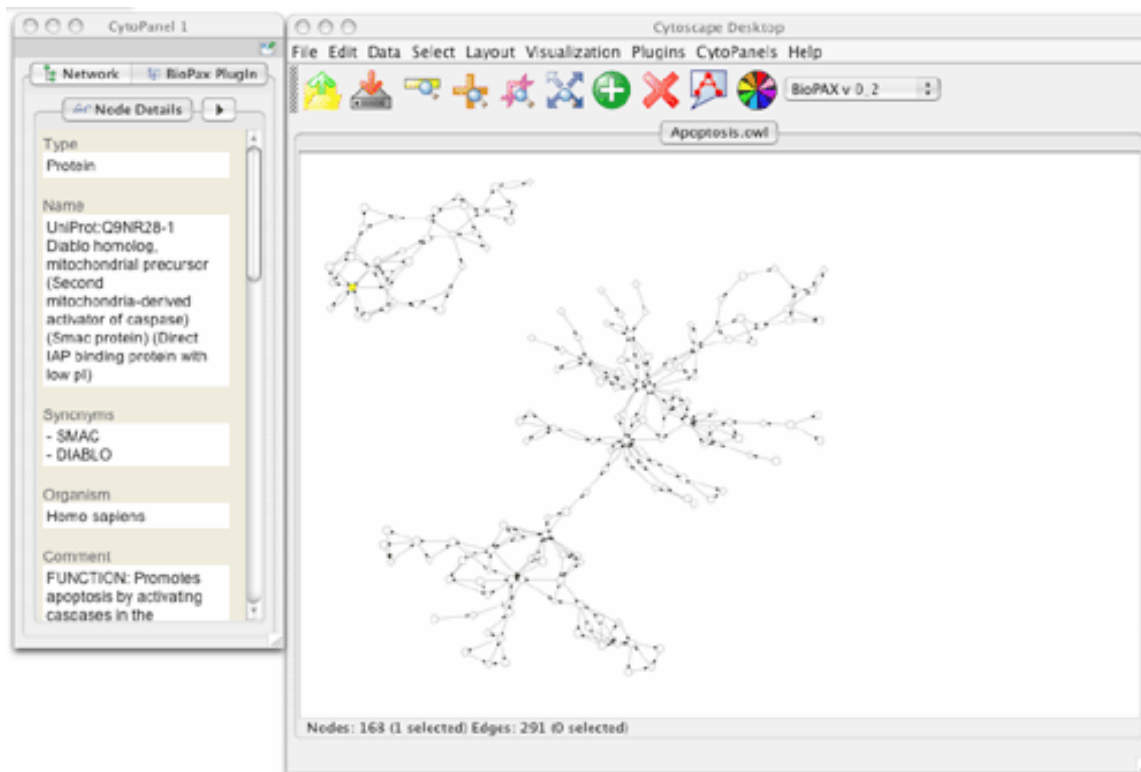 CytoPanel 1
Network
BioPax PlugIn
Node Details
Type
Protein
Name
UniProt:Q9NR28-1
Diablo homolog,
mitochondrial precursor
(Second
mitochondria-derived
activator of caspase)
(Smac protein) (Direct
IAP binding protein with
low pI)
Synonyms
- SMAC
- DIABLO
Organism
Homo sapiens
Comment
FUNCTION: Promotes
apoptosis by activating
caspases in the
Cytoscape Desktop
File Edit Data Select Layout Visualization Plugins CytoPanels Help
BioPAX v 0_2
Apoptosis.owl
Nodes: 168 (1 selected) Edges: 291 (0 selected)